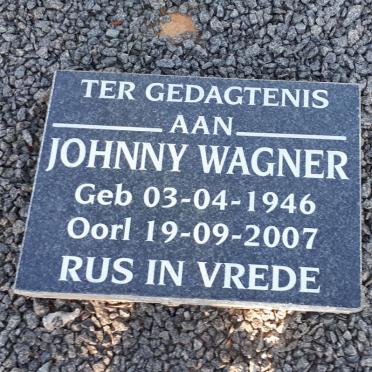 TER GEDAGTENIS
AAN
JOHNNY WAGNER
Geb 03-04-1946
Oorl 19-09-2007
RUS IN VREDE